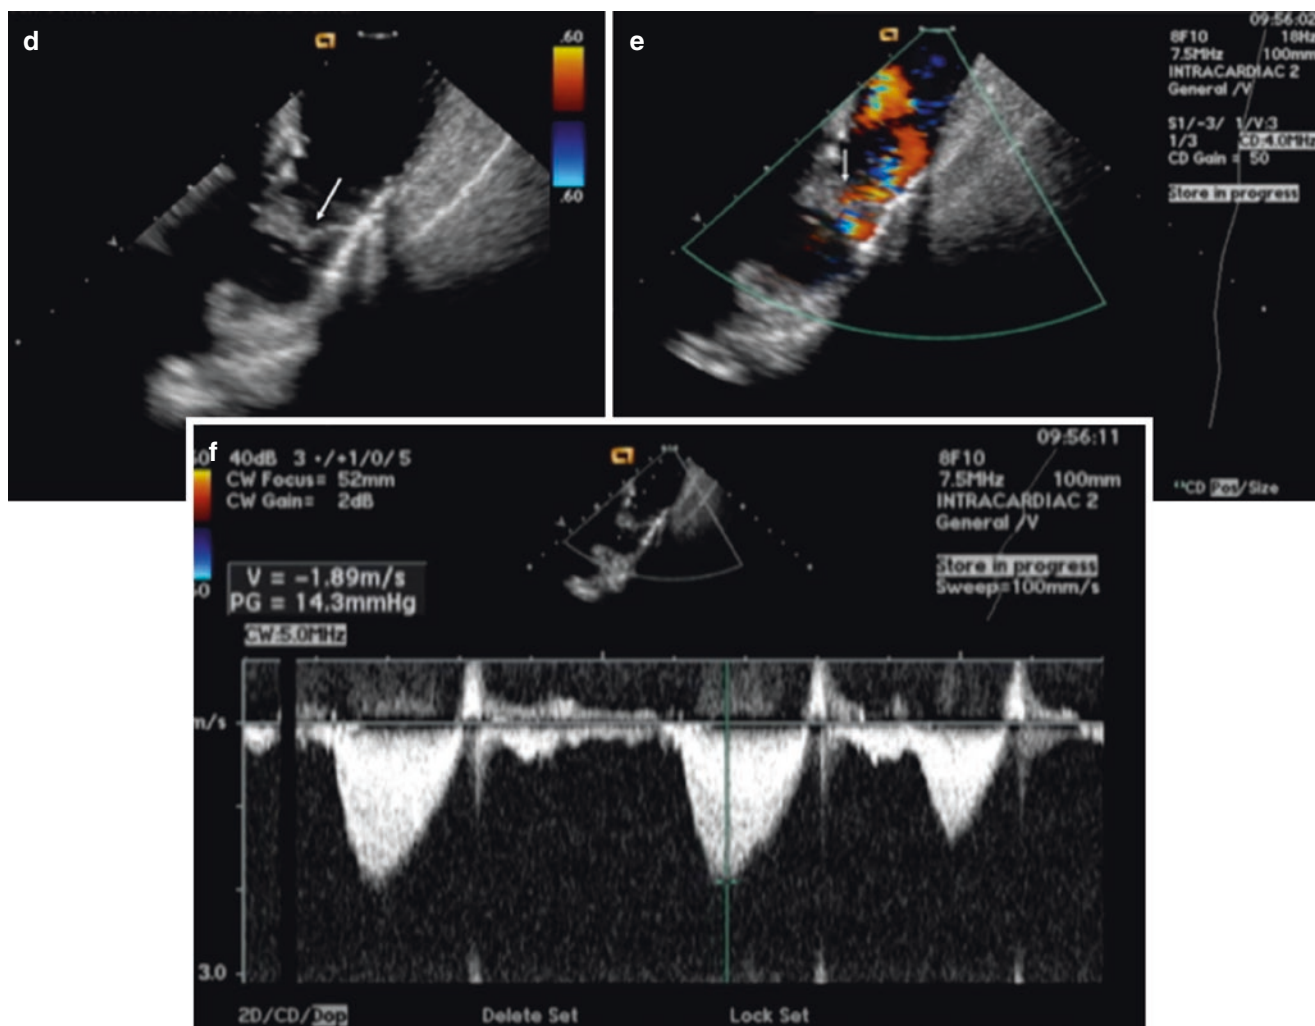 d
.60
.60
e
09:56:02
8F10 18Hz
7.5MHz 100mm
INTRACARDIAC 2
General /V
S1/-3/ 1/V:3
1/3 CD:4.0MHz
CD Gain = 50
Store in progress
CD Pos/Size
f
09:56:11
40dB 3 •/+1/0/ 5
CW Focus= 52mm
CW Gain= 2dB
8F10
7.5MHz 100mm
INTRACARDIAC 2
General /V
Store in progress
Sweep=100mm/s
V = -1.89m/s
PG = 14.3mmHg
CW:5.0MHz
m/s
3.0
2D/CD/Dop Delete Set Lock Set